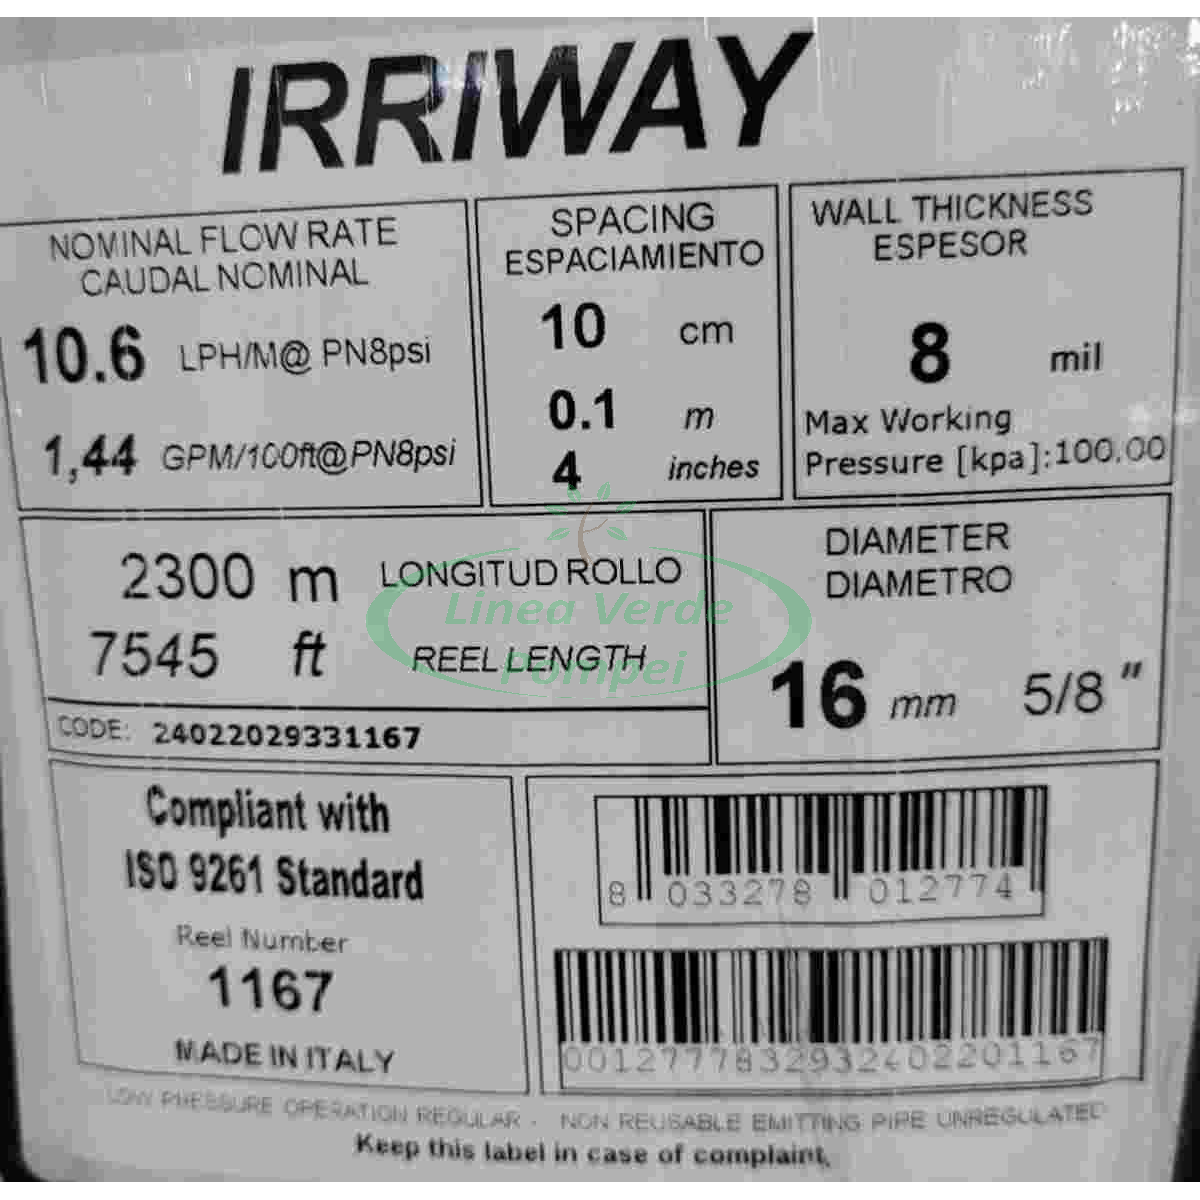 IRRIWAY
NOMINAL FLOW RATE
CAUDAL NOMINAL
10.6 LPH/M@ PN8psi
1,44 GPM/100ft@PN8psi
SPACING
ESPACIAMIENTO
10 cm
0.1 m
4 inches
WALL THICKNESS
ESPESOR
8 mil
Max Working
Pressure [kpa]:100.00
2300 m LONGITUD ROLLO
7545 ft REEL LENGTH
CODE: 24022029331167
DIAMETER
DIAMETRO
16 mm 5/8 "
Linea Verde
Pompei
Compliant with
ISO 9261 Standard
Reel Number
1167
MADE IN ITALY
8 033278 012774
0012777832932402201167
LOW PRESSURE OPERATION REGULAR - NON REUSABLE EMITTING PIPE UNREGULATED
Keep this label in case of complaint.